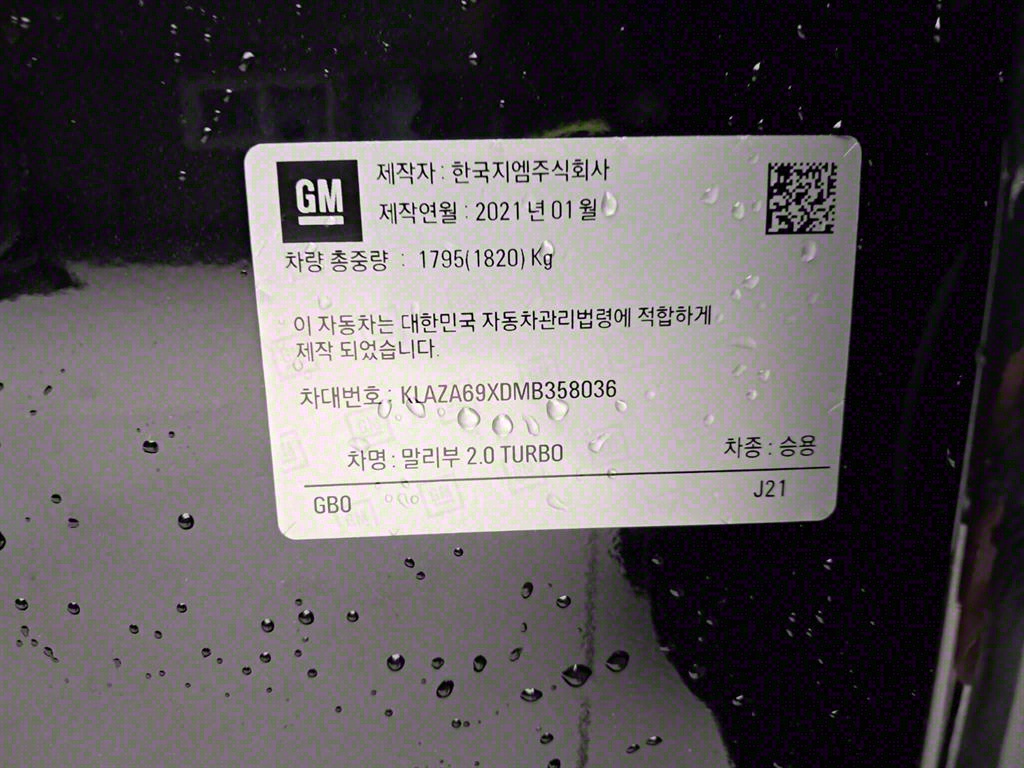 GM
제작자 : 한국지엠주식회사
제작연월 : 2021 년 01 월
차량 총중량 : 1795(1820) Kg
이 자동차는 대한민국 자동차관리법령에 적합하게
제작 되었습니다.
차대번호 : KLAZA69XDMB358036
차명 : 말리부 2.0 TURBO
차종 : 승용
GB0
J21